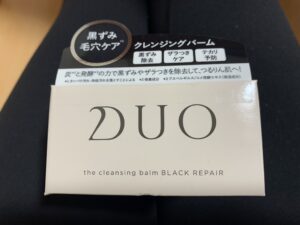 黒ずみ
毛穴ケア
クレンジングバーム
黒ずみ
除去
ザラつき
ケア
テカリ
予防
炭と発酵の力で黒ずみやザラつきを除去して、つるりん肌へ!
DUO
the cleansing balm BLACK REPAIR